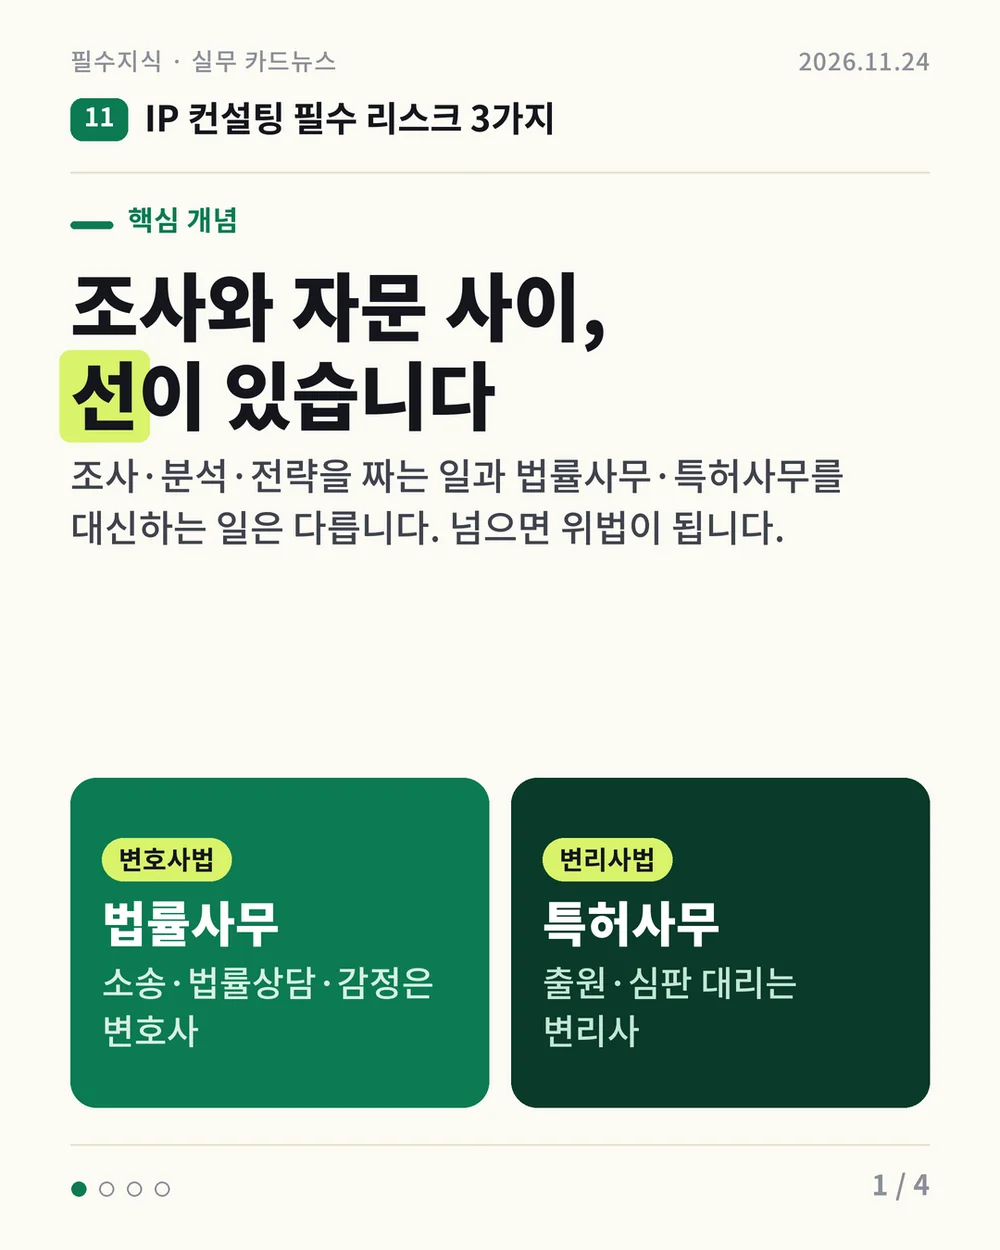 필수지식 · 실무 카드뉴스
2026.11.24
11 IP 컨설팅 필수 리스크 3가지
핵심 개념
조사와 자문 사이,
선이 있습니다
조사·분석·전략을 짜는 일과 법률사무·특허사무를
대신하는 일은 다릅니다. 넘으면 위법이 됩니다.
변호사법
법률사무
소송·법률상담·감정은
변호사
변리사법
특허사무
출원·심판 대리는
변리사
1 / 4